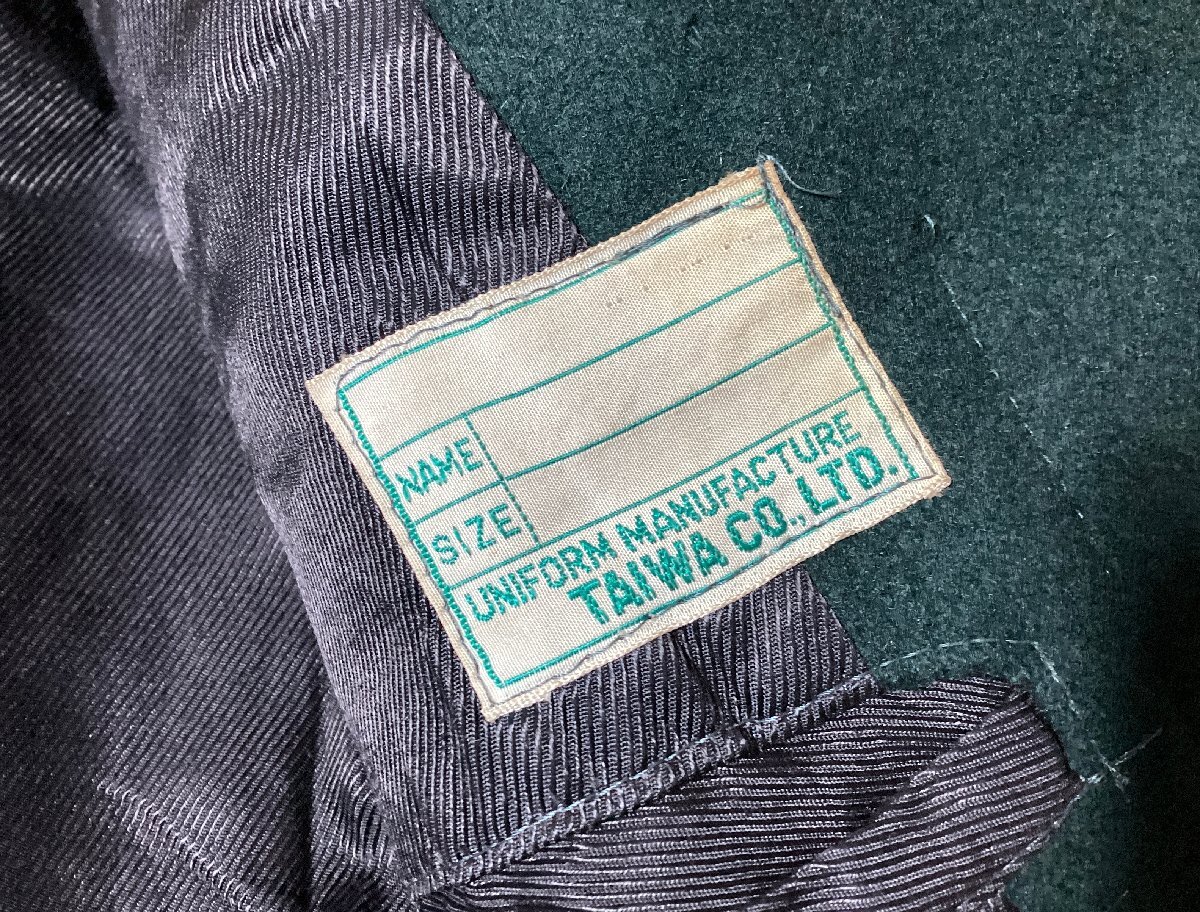 NAME
SIZE
UNIFORM MANUFACTURE
TAIWA CO.,LTD.